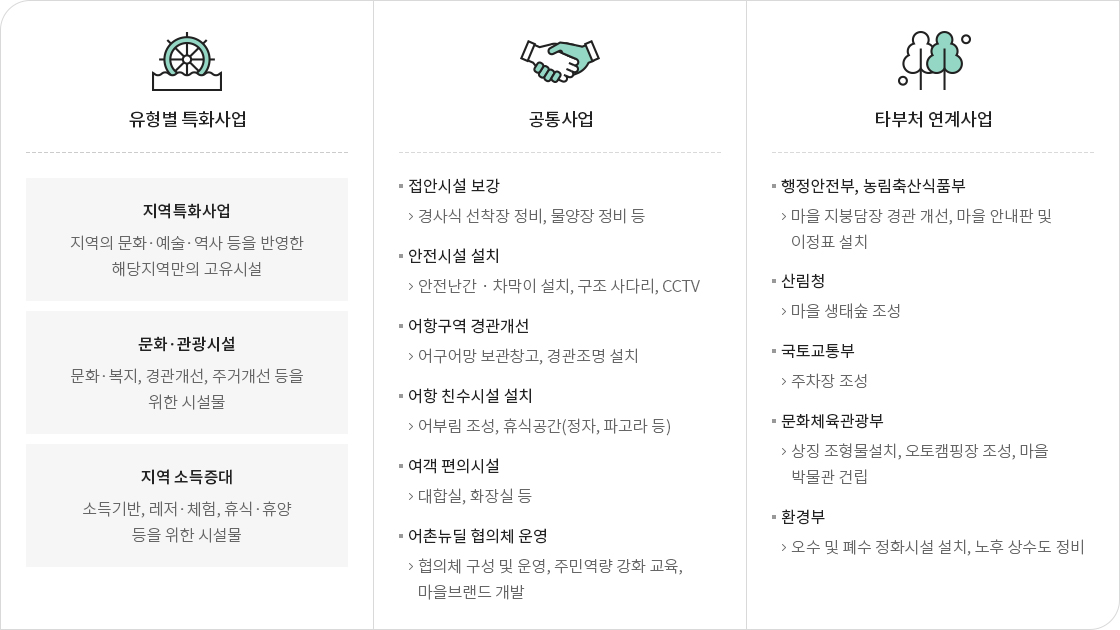 유형별 특화사업
지역특화사업
지역의 문화·예술·역사 등을 반영한
해당지역만의 고유시설
문화·관광시설
문화·복지, 경관개선, 주거개선 등을
위한 시설물
지역 소득증대
소득기반, 레저·체험, 휴식·휴양
등을 위한 시설물
공통사업
▪ 접안시설 보강
› 경사식 선착장 정비, 물양장 정비 등
▪ 안전시설 설치
› 안전난간 · 차막이 설치, 구조 사다리, CCTV
▪ 어항구역 경관개선
› 어구어망 보관창고, 경관조명 설치
▪ 어항 친수시설 설치
› 어부림 조성, 휴식공간(정자, 파고라 등)
▪ 여객 편의시설
› 대합실, 화장실 등
▪ 어촌뉴딜 협의체 운영
› 협의체 구성 및 운영, 주민역량 강화 교육,
마을브랜드 개발
타부처 연계사업
▪ 행정안전부, 농림축산식품부
› 마을 지붕담장 경관 개선, 마을 안내판 및
이정표 설치
▪ 산림청
› 마을 생태숲 조성
▪ 국토교통부
› 주차장 조성
▪ 문화체육관광부
› 상징 조형물설치, 오토캠핑장 조성, 마을
박물관 건립
▪ 환경부
› 오수 및 폐수 정화시설 설치, 노후 상수도 정비